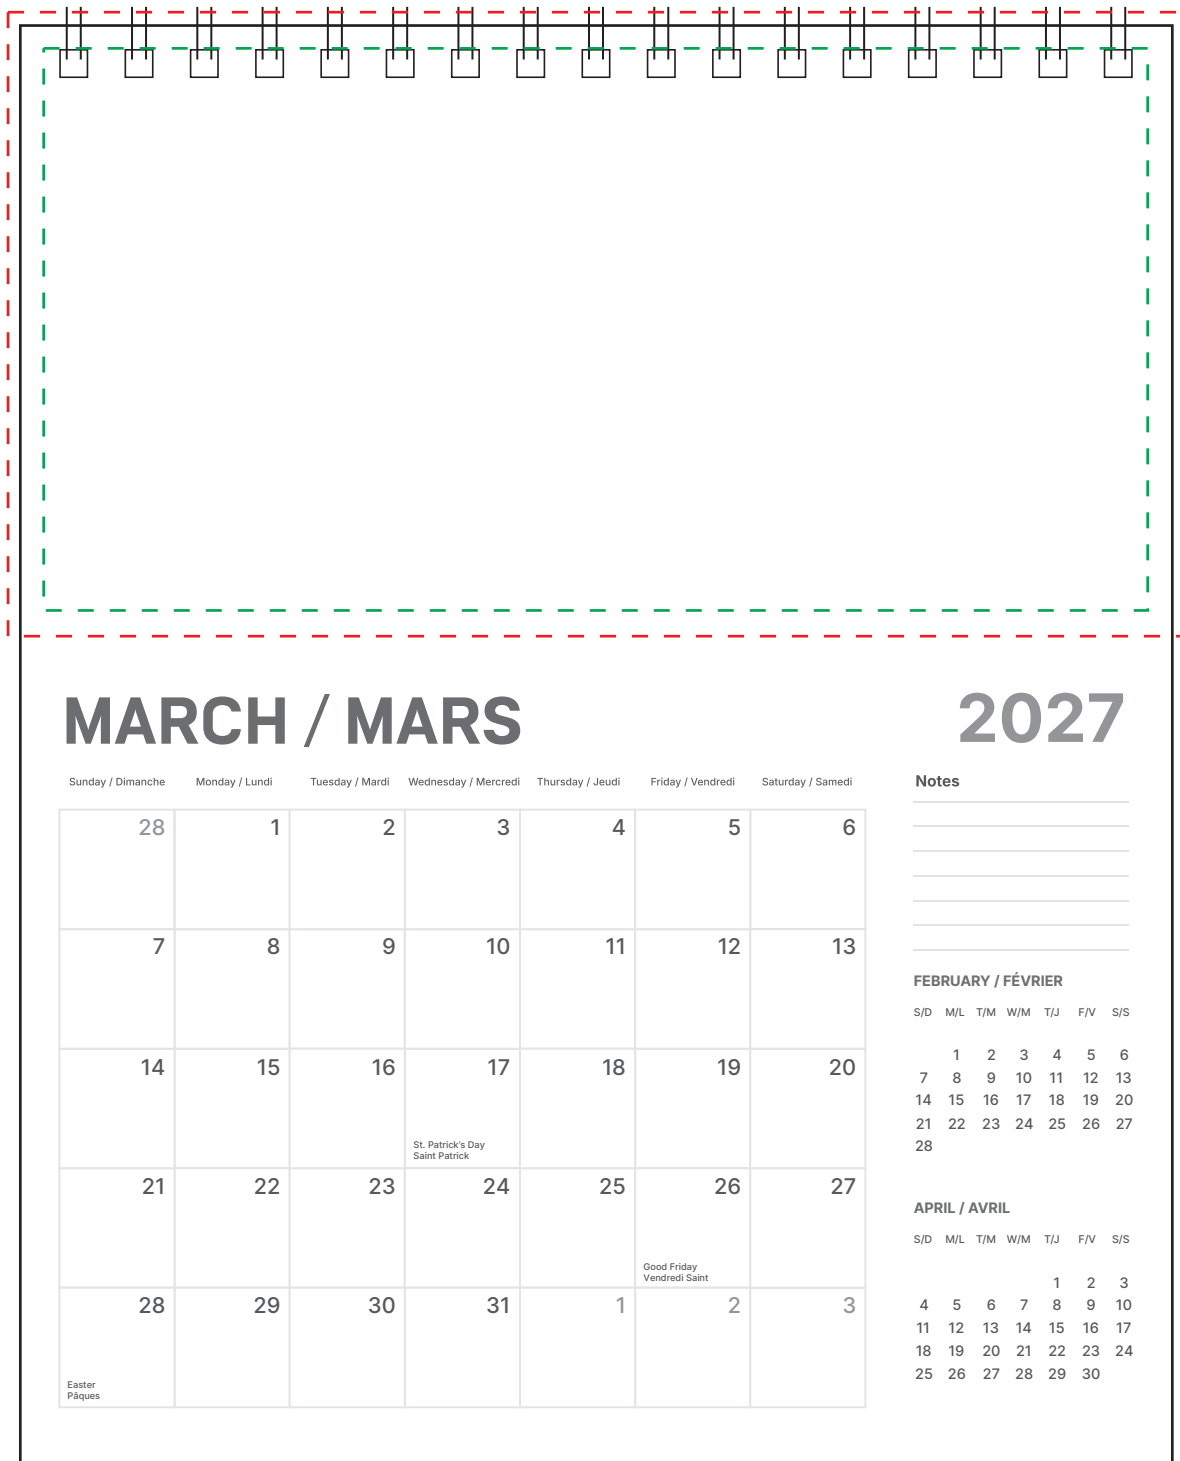 MARCH / MARS 2027
Sunday / Dimanche Monday / Lundi Tuesday / Mardi Wednesday / Mercredi Thursday / Jeudi Friday / Vendredi Saturday / Samedi
28 1 2 3 4 5 6
7 8 9 10 11 12 13
14 15 16 17 18 19 20
St. Patrick's Day
Saint Patrick
21 22 23 24 25 26 27
Good Friday
Vendredi Saint
28 29 30 31 1 2 3
Easter
Pâques
Notes
FEBRUARY / FÉVRIER
S/D M/L T/M W/M T/J F/V S/S
1 2 3 4 5 6
7 8 9 10 11 12 13
14 15 16 17 18 19 20
21 22 23 24 25 26 27
28
APRIL / AVRIL
S/D M/L T/M W/M T/J F/V S/S
1 2 3
4 5 6 7 8 9 10
11 12 13 14 15 16 17
18 19 20 21 22 23 24
25 26 27 28 29 30